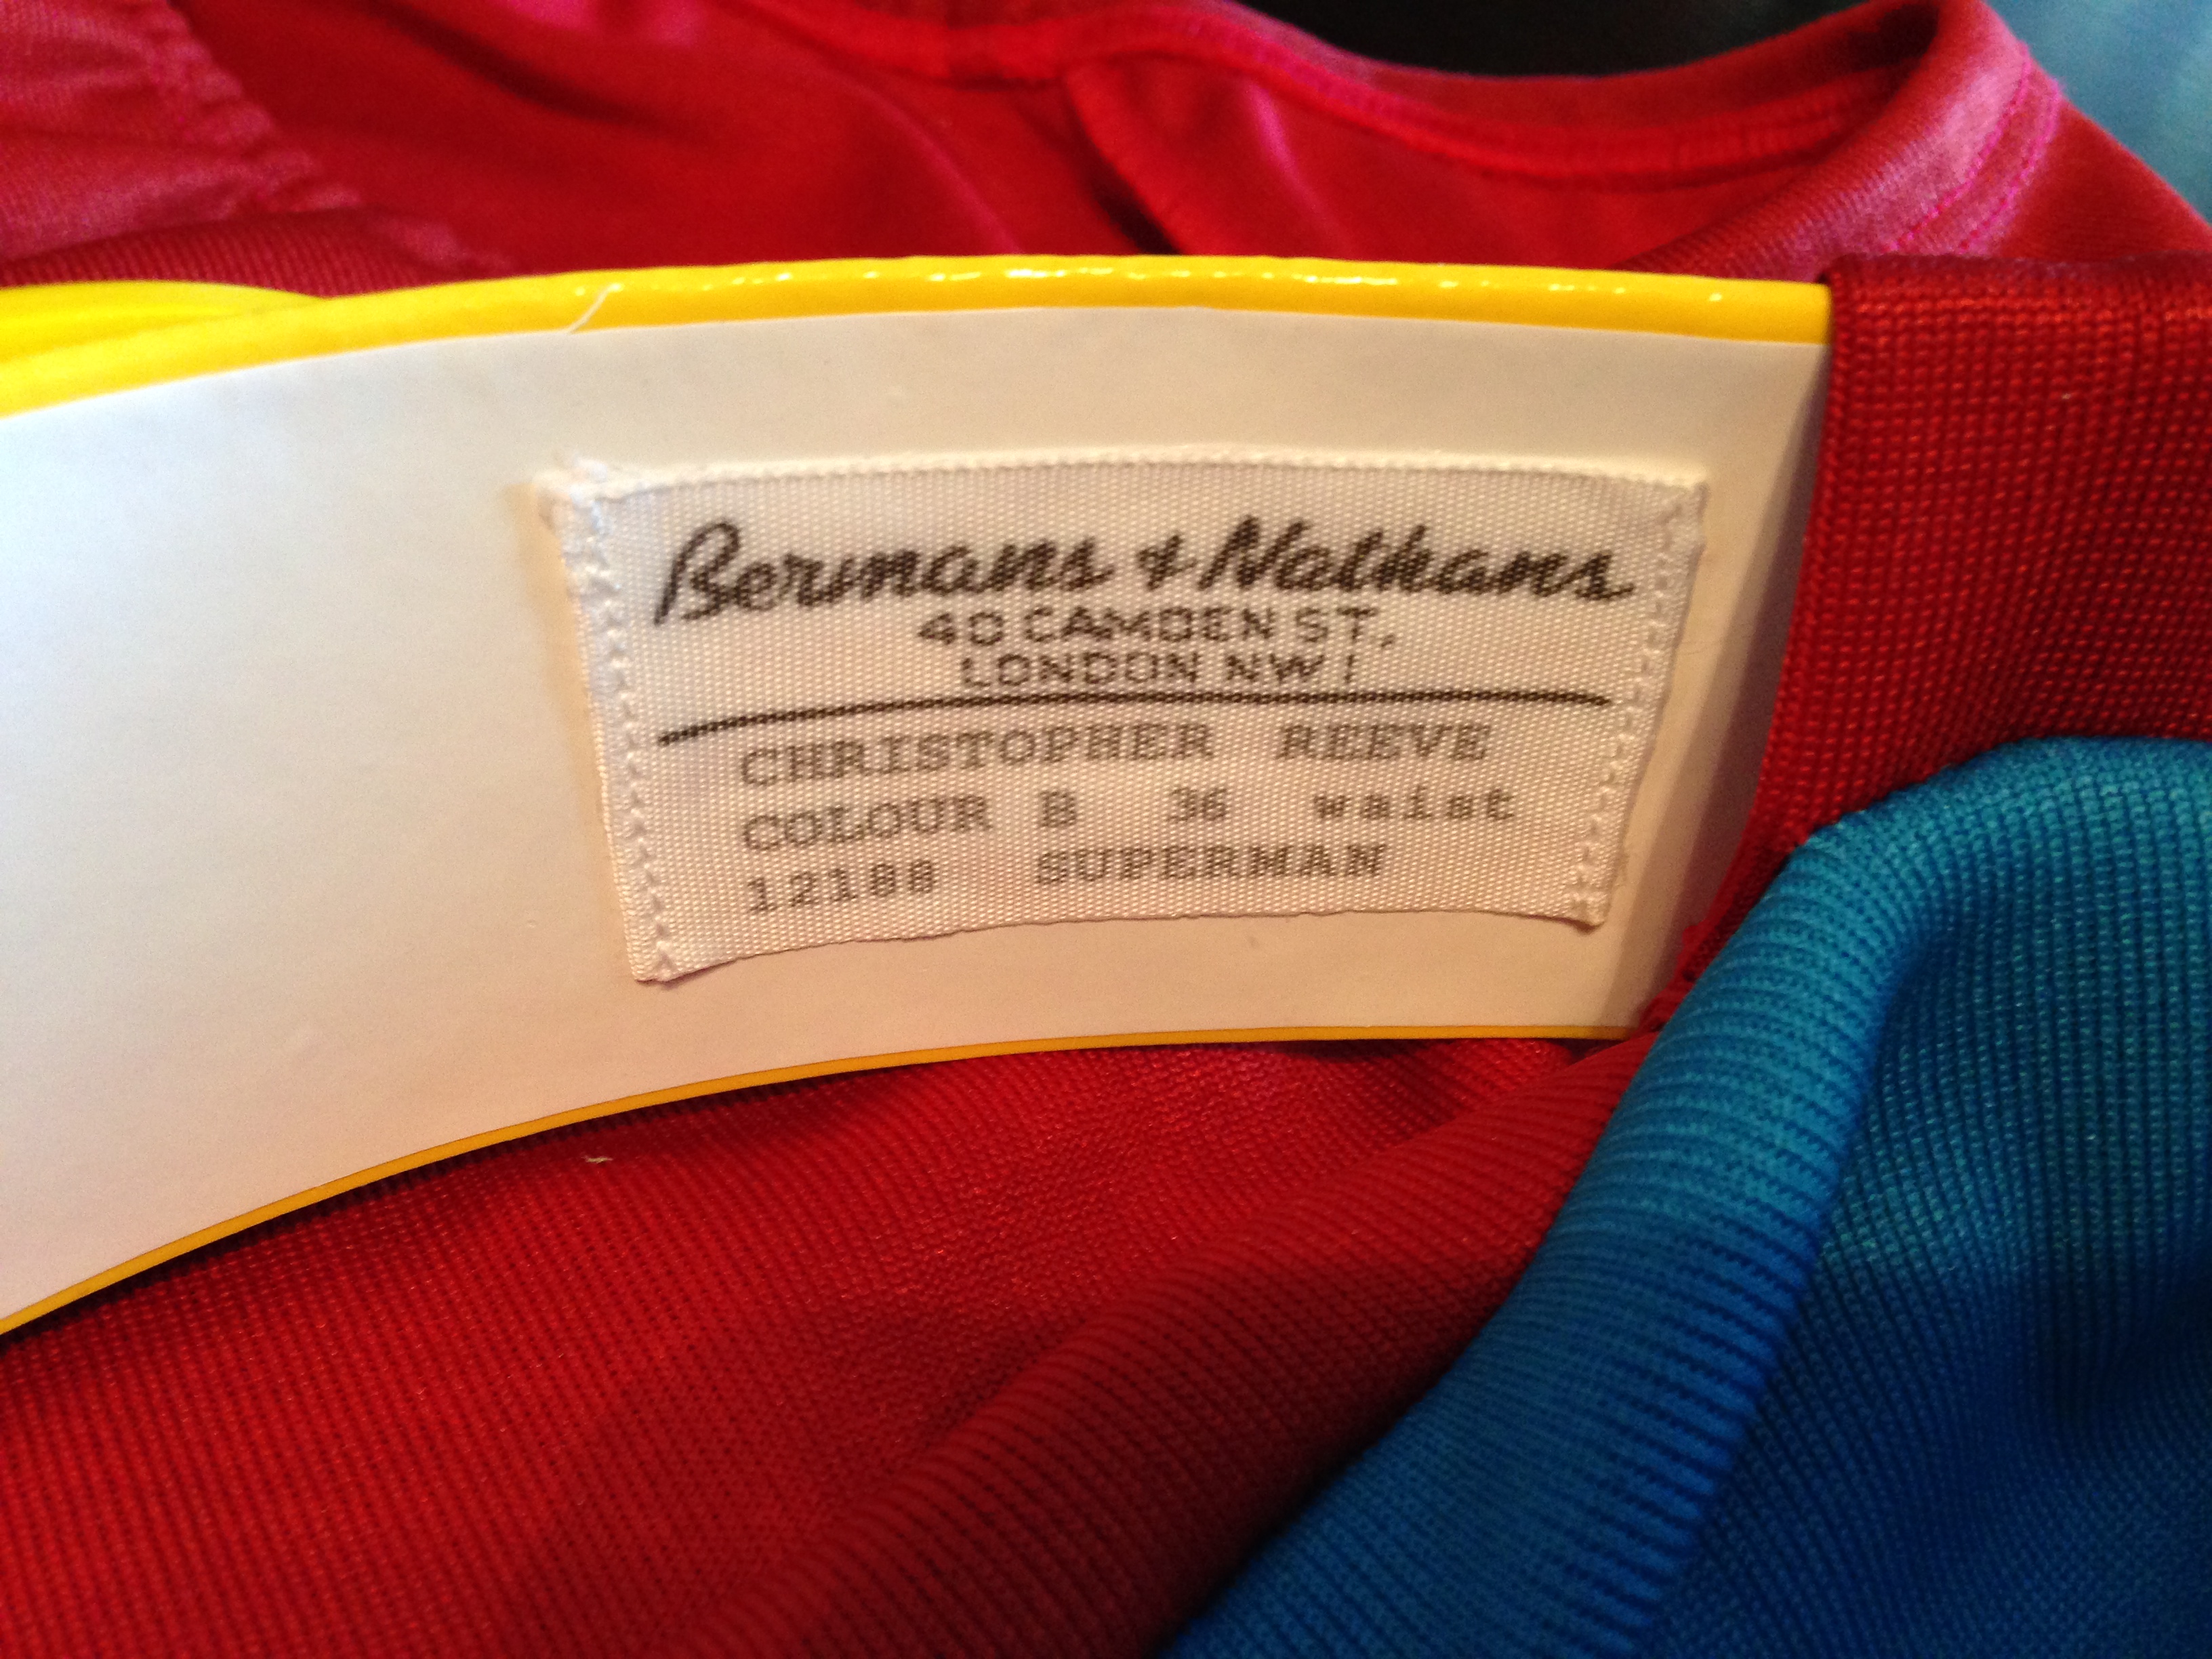 Bermans & Nathans
40 CAMDEN ST,
LONDON NW1
CHRISTOPHER REEVE
COLOUR B 36 waist
12188 SUPERMAN